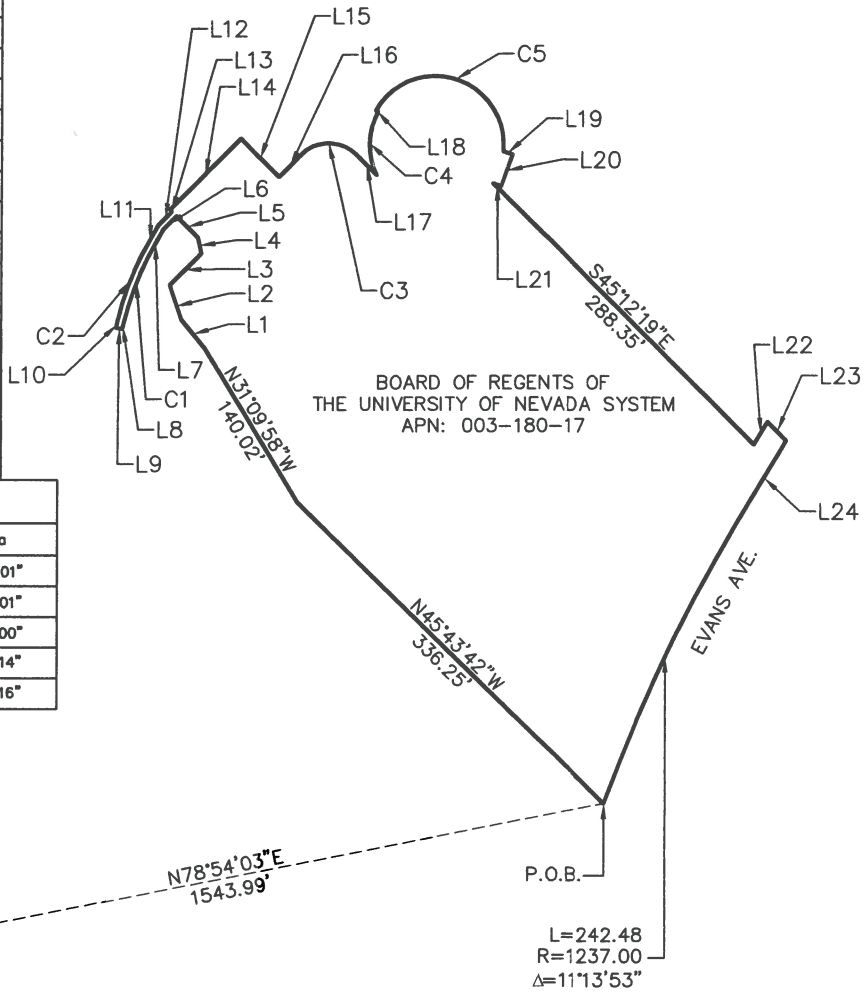 L15
L12
L13
L14
L16
C5
L19
L20
L18
C4
L17
L21
L6
L5
L4
L3
L2
L1
L11
C2
L10
L7
C1
L8
L9
C3
S45°12'19"E
288.35'
L22
L23
L24
BOARD OF REGENTS OF
THE UNIVERSITY OF NEVADA SYSTEM
APN: 003-180-17
N31°09'58"W
140.02'
EVANS AVE.
N45°43'42"W
336.25'
a
01"
01"
00"
14"
16"
N78°54'03"E
1543.99'
P.O.B.
L=242.48
R=1237.00
Δ=11°13'53"